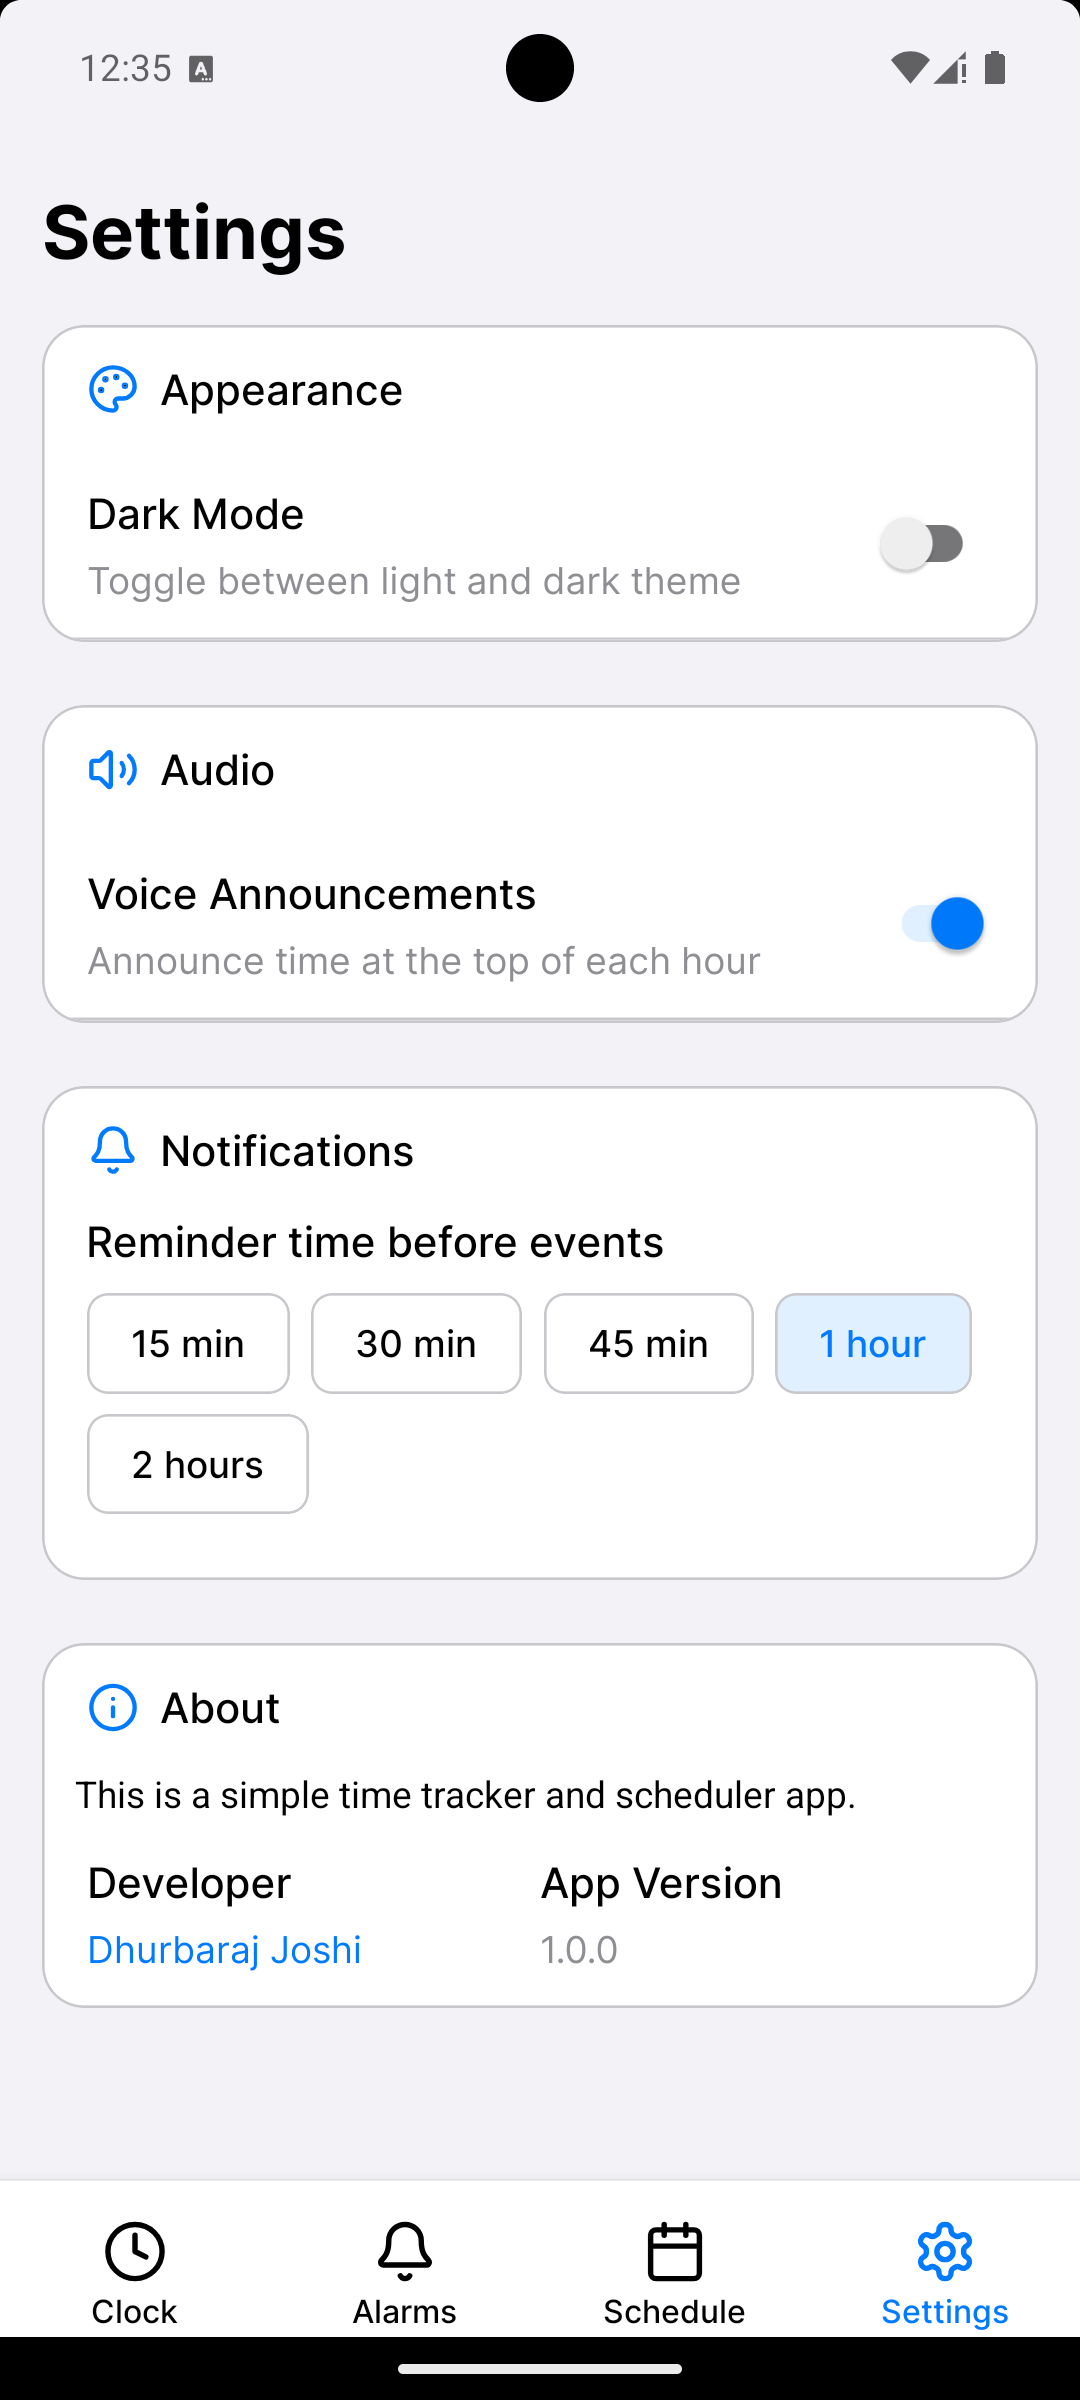 12:35
Settings
Appearance
Dark Mode
Toggle between light and dark theme
Audio
Voice Announcements
Announce time at the top of each hour
Notifications
Reminder time before events
15 min 30 min 45 min 1 hour
2 hours
About
This is a simple time tracker and scheduler app.
Developer App Version
Dhurbaraj Joshi 1.0.0
Clock Alarms Schedule Settings